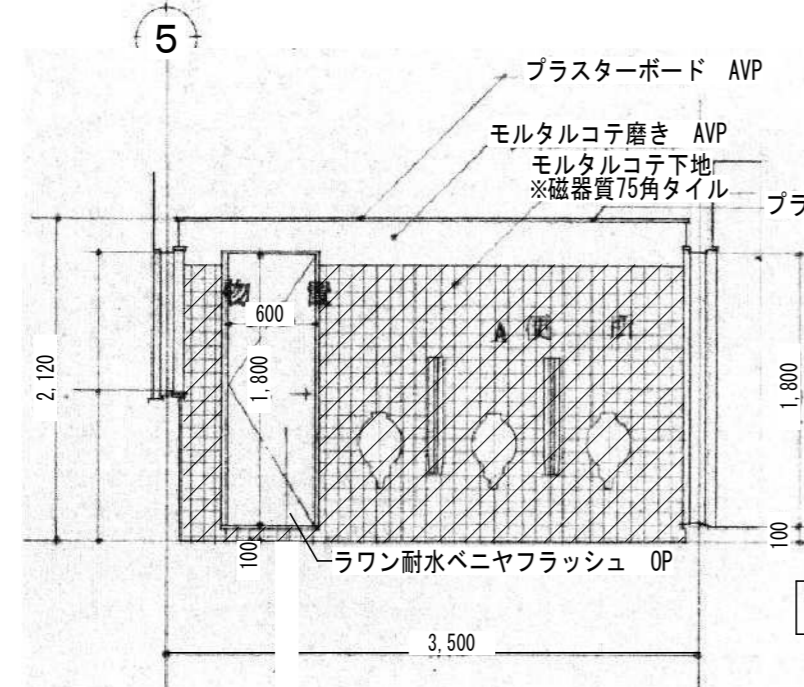 5
プラスターボード　AVP
モルタルコテ磨き　AVP
モルタルコテ下地
※磁器質75角タイル
プラ
物　置
600
A 便　所
2,120
1,800
1,800
100
100
ラワン耐水ベニヤフラッシュ　OP
3,500